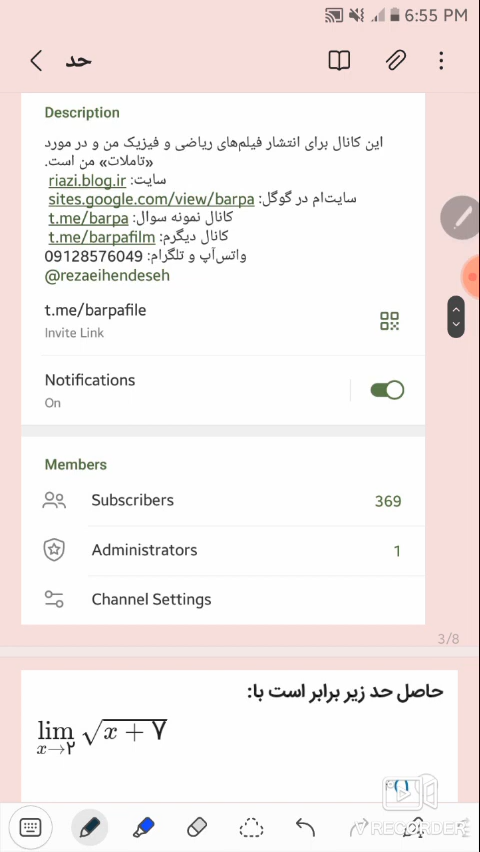 6:55 PM
حد
Description
این کانال برای انتشار فیلم‌های ریاضی و فیزیک من و در مورد
«تاملات» من است.
سایت: riazi.blog.ir
سایت‌ام در گوگل: sites.google.com/view/barpa
کانال نمونه سوال: t.me/barpa
کانال دیگرم: t.me/barpafilm
واتس‌آپ و تلگرام: 09128576049
@rezaeihendeseh
t.me/barpafile
Invite Link
Notifications
On
Members
Subscribers 369
Administrators 1
Channel Settings
3/8
حاصل حد زیر برابر است با:
lim x→۲ √x + ۷
V RECORDER